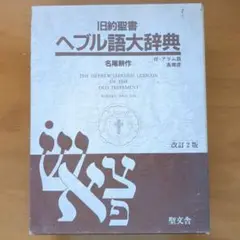 旧約聖書
ヘブル語大辞典
名尾耕作
THE HEBREW-JAPANESE LEXICON
OF THE
OLD TESTAMENT
改訂2版
聖文舎